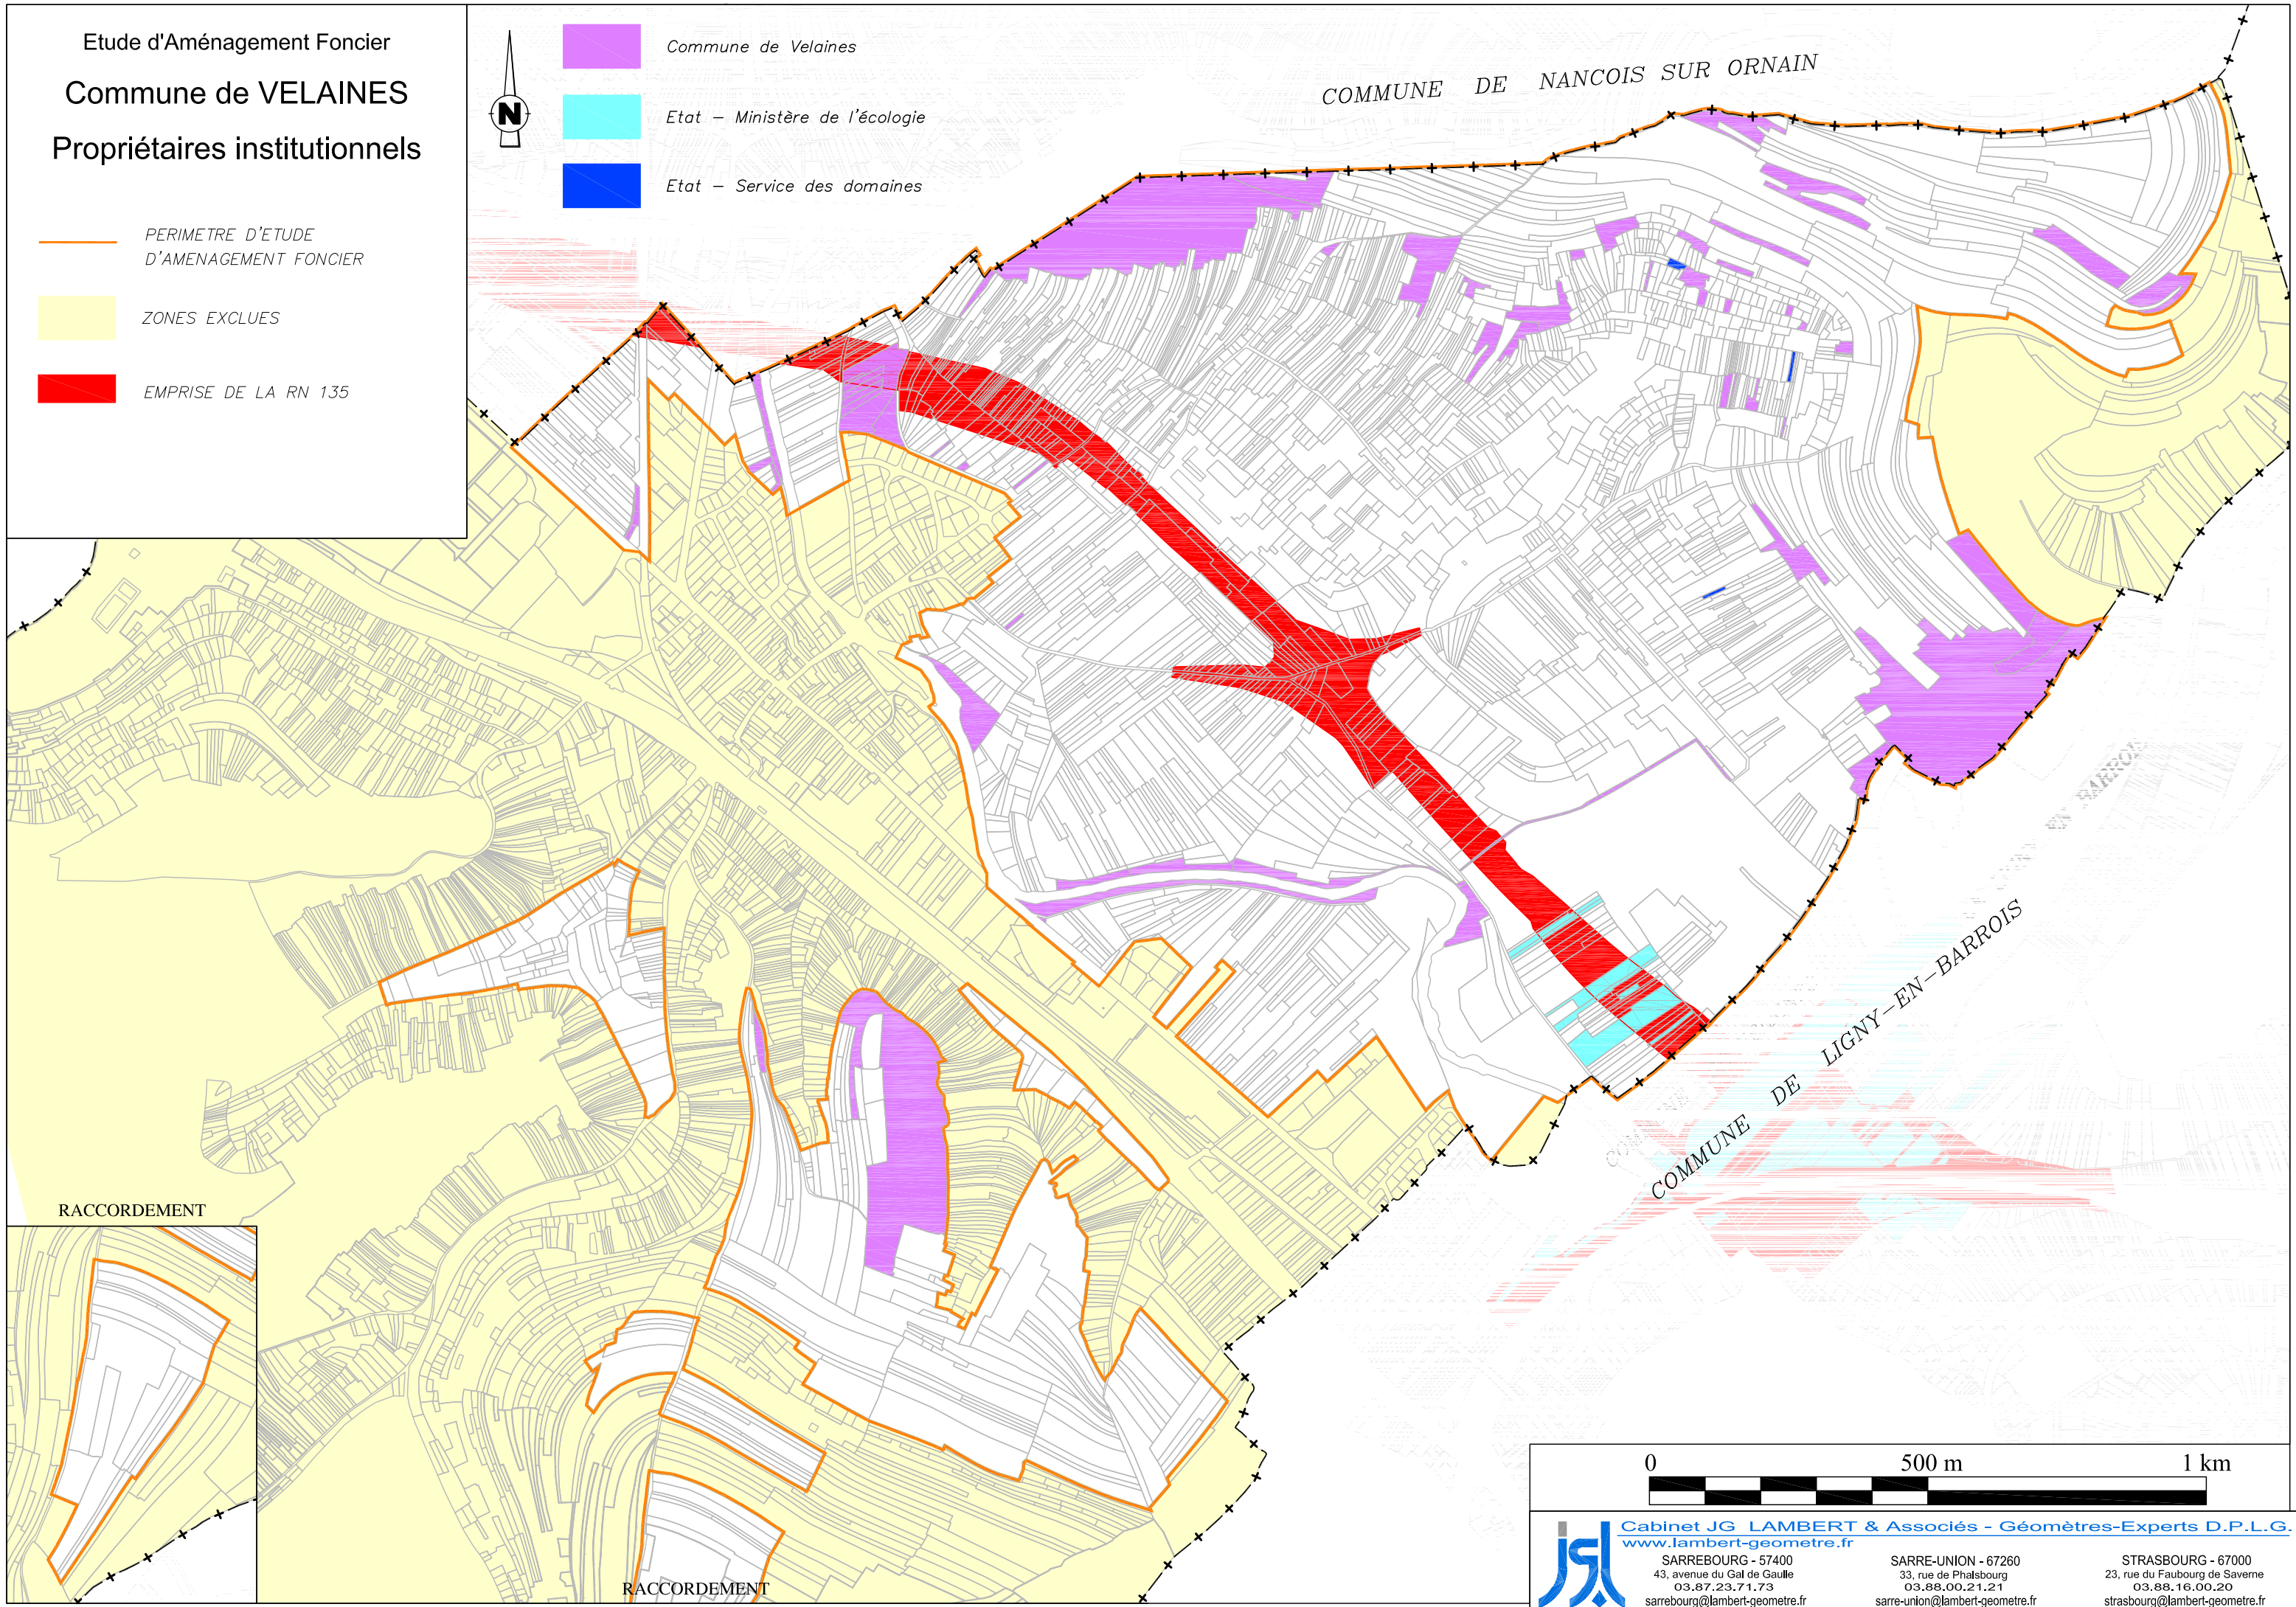 Etude d'Aménagement Foncier
Commune de VELAINES
Propriétaires institutionnels
PERIMETRE D'ETUDE
D'AMENAGEMENT FONCIER
ZONES EXCLUES
EMPRISE DE LA RN 135
N
Commune de Velaines
Etat – Ministère de l'écologie
Etat – Service des domaines
COMMUNE DE NANCOIS SUR ORNAIN
COMMUNE DE LIGNY-EN-BARROIS
RACCORDEMENT
RACCORDEMENT
0 500 m 1 km
Cabinet JG LAMBERT & Associés - Géomètres-Experts D.P.L.G.
www.lambert-geometre.fr
SARREBOURG - 57400
43, avenue du Gal de Gaulle
03.87.23.71.73
sarrebourg@lambert-geometre.fr
SARRE-UNION - 67260
33, rue de Phalsbourg
03.88.00.21.21
sarre-union@lambert-geometre.fr
STRASBOURG - 67000
23, rue du Faubourg de Saverne
03.88.16.00.20
strasbourg@lambert-geometre.fr